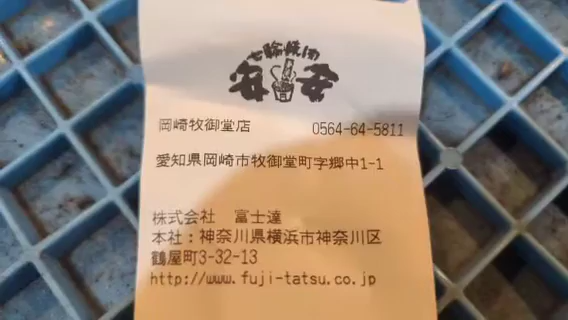 七輪焼肉
安安
岡崎牧御堂店 0564-64-5811
愛知県岡崎市牧御堂町字郷中1-1
株式会社 富士達
本社：神奈川県横浜市神奈川区
鶴屋町3-32-13
http://www.fuji-tatsu.co.jp